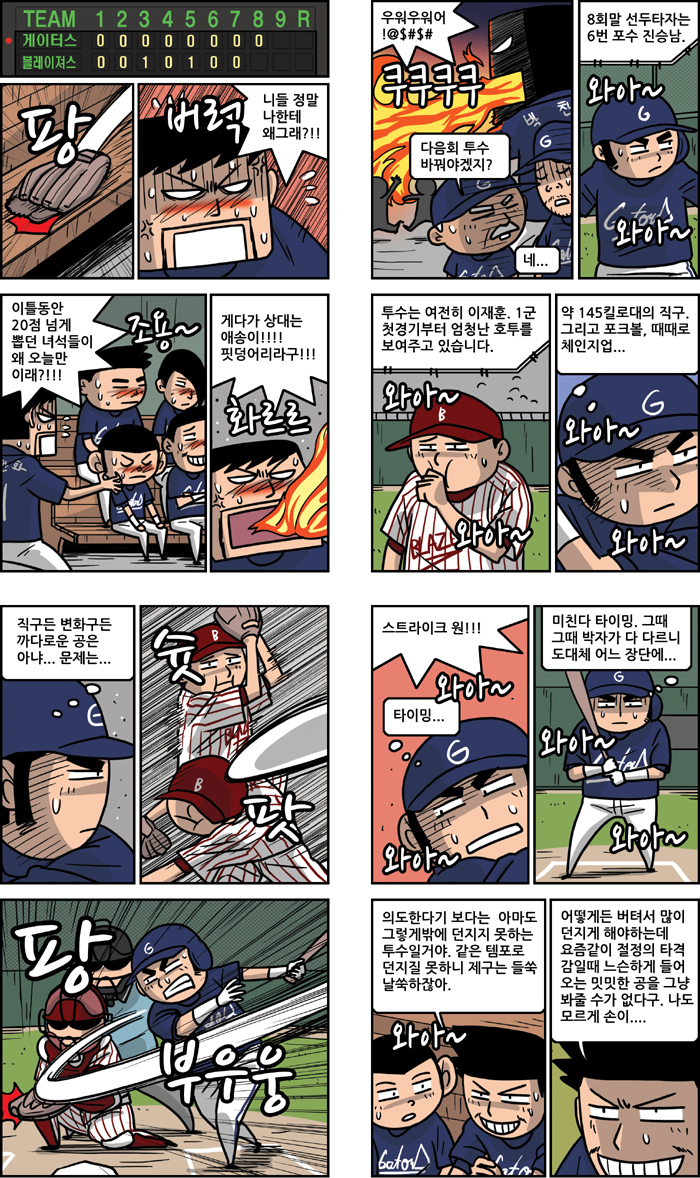 TEAM 1 2 3 4 5 6 7 8 9 R
게이터스 0 0 0 0 0 0 0 0
블레이져스 0 0 1 0 1 0 0
팡
버럭
니들 정말
나한테
왜그래?!!
이틀동안
20점 넘게
뽑던 녀석들이
왜 오늘만
이래?!!!
조용~
게다가 상대는
애송이!!!!
핏덩어리라구!!!
화르르
직구든 변화구든
까다로운 공은
아냐... 문제는...
G
슛
B
B
팟
팡
G
부우웅
우워우워어
!@$#$#
쿠쿠쿠쿠
넥 친
G
다음회 투수
바꿔야겠지?
네...
8회말 선두타자는
6번 포수 진승남.
와아~
G
Gators
와아~
투수는 여전히 이재훈. 1군
첫경기부터 엄청난 호투를
보여주고 있습니다.
와아~
B
와아~
BLAZE
약 145킬로대의 직구.
그리고 포크볼, 때때로
체인지업...
G
와아~
와아~
스트라이크 원!!!
와아~
타이밍...
G
와아~
미친다 타이밍. 그때
그때 박자가 다 다르니
도대체 어느 장단에...
G
와아~
Gators
와아~
의도한다기 보다는 아마도
그렇게밖에 던지지 못하는
투수일거야. 같은 템포로
던지질 못하니 제구는 들쑥
날쑥하잖아.
와아~
Gators
Gators
어떻게든 버텨서 많이
던지게 해야하는데
요즘같이 절정의 타격
감일때 느슨하게 들어
오는 밋밋한 공을 그냥
봐줄 수가 없다구. 나도
모르게 손이....